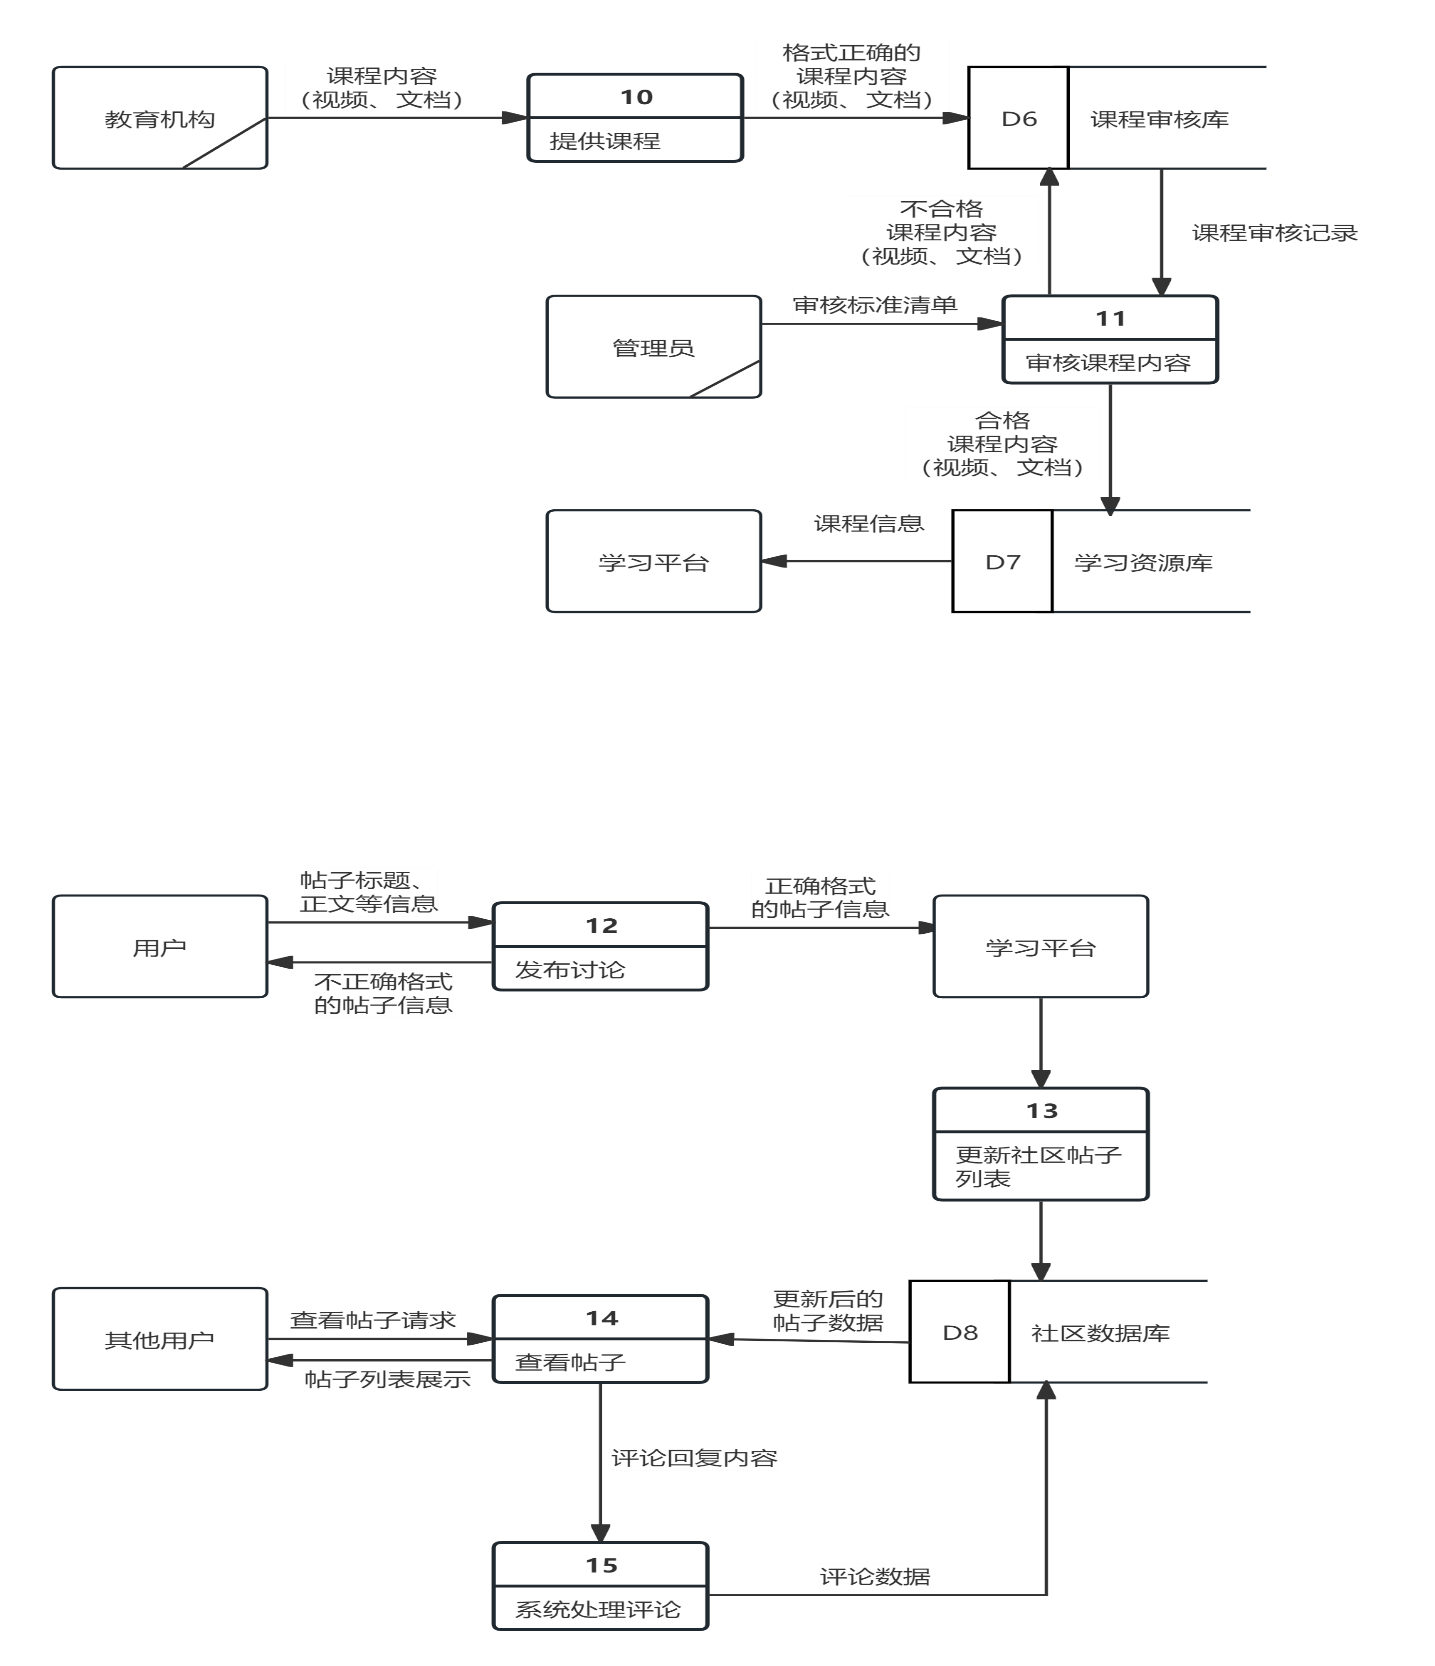 教育机构
课程内容
(视频、文档)
10
提供课程
格式正确的
课程内容
(视频、文档)
D6
课程审核库
不合格
课程内容
(视频、文档)
课程审核记录
管理员
审核标准清单
11
审核课程内容
合格
课程内容
(视频、文档)
学习平台
课程信息
D7
学习资源库
用户
帖子标题、
正文等信息
不正确格式
的帖子信息
12
发布讨论
正确格式
的帖子信息
学习平台
13
更新社区帖子
列表
其他用户
查看帖子请求
帖子列表展示
14
查看帖子
更新后的
帖子数据
D8
社区数据库
评论回复内容
15
系统处理评论
评论数据